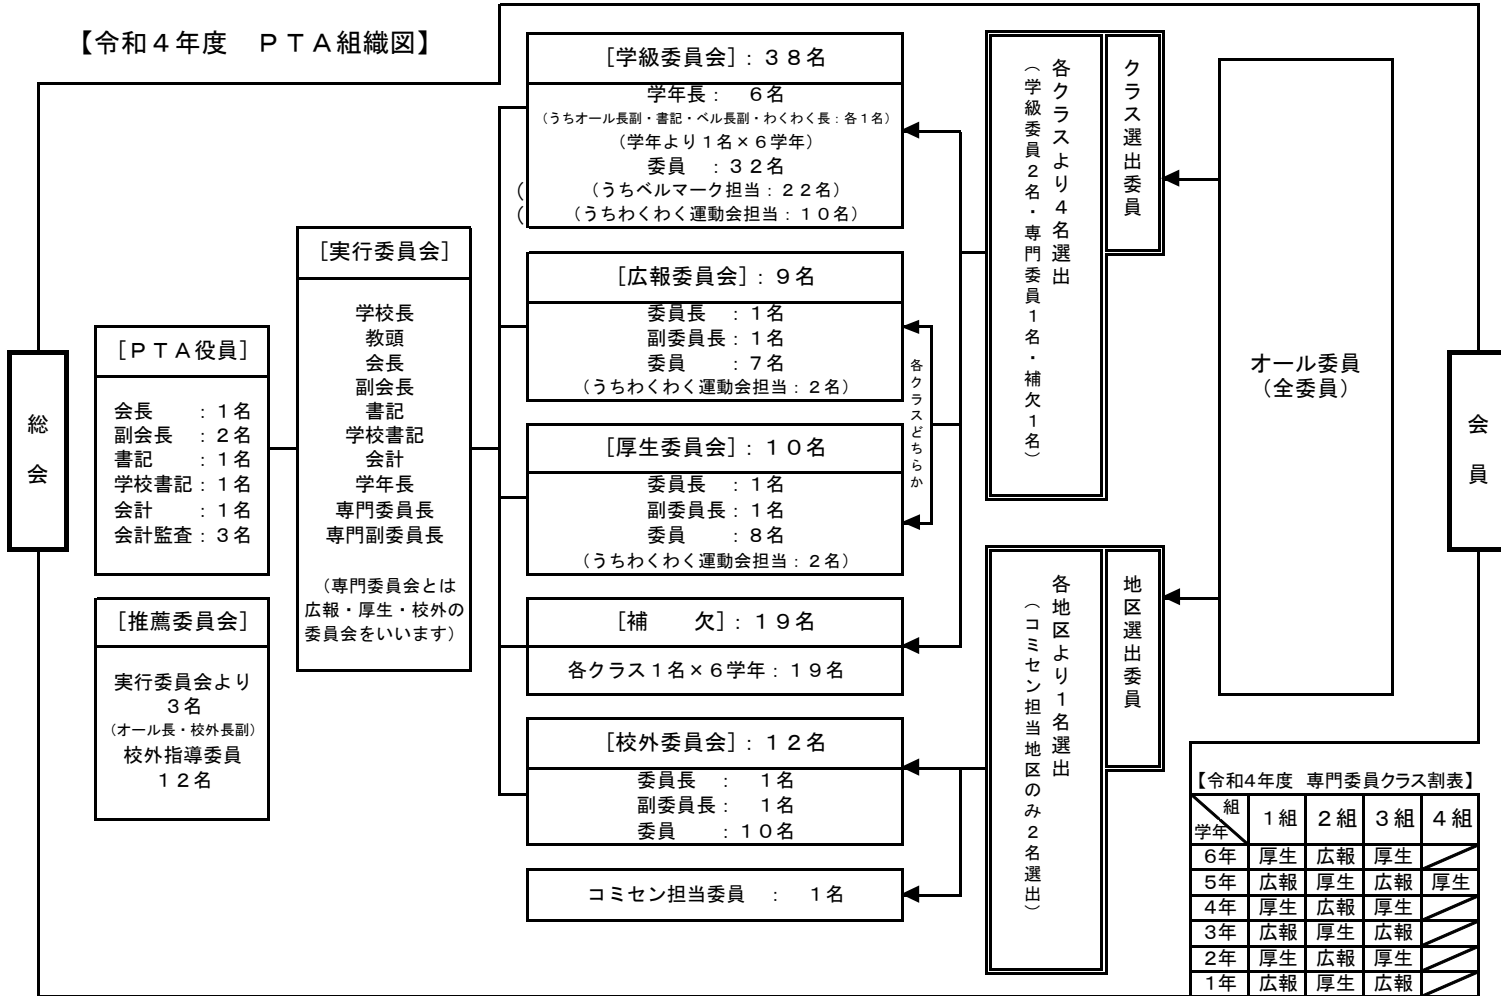 【令和４年度　ＰＴＡ組織図】
総会
［ＰＴＡ役員］
会長　　：１名
副会長　：２名
書記　　：１名
学校書記：１名
会計　　：１名
会計監査：３名
［推薦委員会］
実行委員会より
３名
（オール長・校外長副）
校外指導委員
１２名
［実行委員会］
学校長
教頭
会長
副会長
書記
学校書記
会計
学年長
専門委員長
専門副委員長
（専門委員会とは
広報・厚生・校外の
委員会をいいます）
［学級委員会］：３８名
学年長：　６名
（うちオール長副・書記・ベル長副・わくわく長：各１名）
（学年より１名×６学年）
委員　：３２名
（
（うちベルマーク担当：２２名）
（
（うちわくわく運動会担当：１０名）
［広報委員会］：９名
委員長　：１名
副委員長：１名
委員　　：７名
（うちわくわく運動会担当：２名）
［厚生委員会］：１０名
委員長　：１名
副委員長：１名
委員　　：８名
（うちわくわく運動会担当：２名）
［補　　欠］：１９名
各クラス１名×６学年：１９名
［校外委員会］：１２名
委員長　：　１名
副委員長：　１名
委員　　：１０名
コミセン担当委員　：　１名
各クラスどちらか
クラス選出委員
各クラスより４名選出
（学級委員２名・専門委員１名・補欠１名）
地区選出委員
各地区より１名選出
（コミセン担当地区のみ２名選出）
オール委員
（全委員）
会員
【令和4年度　専門委員クラス割表】
組
学年
１組　２組　３組　４組
６年　厚生　広報　厚生
５年　広報　厚生　広報　厚生
４年　厚生　広報　厚生
３年　広報　厚生　広報
２年　厚生　広報　厚生
１年　広報　厚生　広報